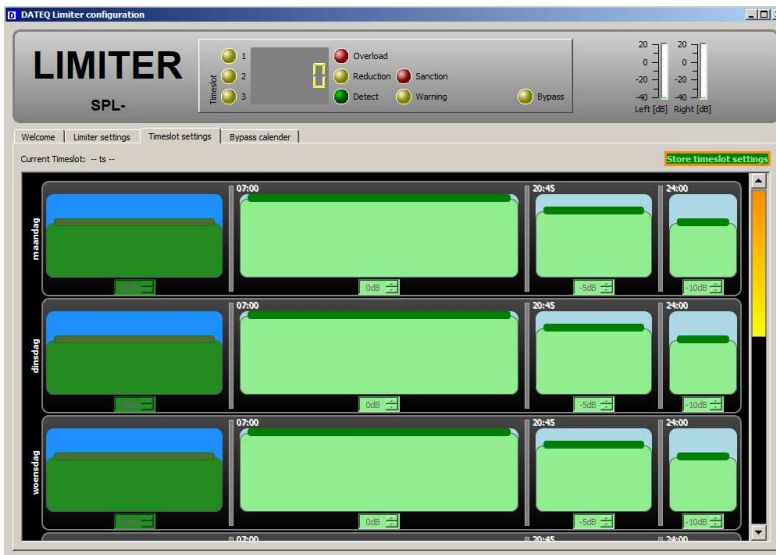 DATEQ Limiter configuration
LIMITER
SPL-
Timeslot
1
2
3
0
Overload
Reduction
Sanction
Detect
Warning
Bypass
20
0
-20
-40
Left [dB]
20
0
-20
-40
Right [dB]
Welcome
Limiter settings
Timeslot settings
Bypass calender
Current Timeslot: -- ts --
Store timeslot settings
maandag
07:00
20:45
24:00
0dB
-5dB
-10dB
dinsdag
07:00
20:45
24:00
0dB
-5dB
-10dB
woensdag
07:00
20:45
24:00
0dB
-5dB
-10dB
07:00
20:45
24:00